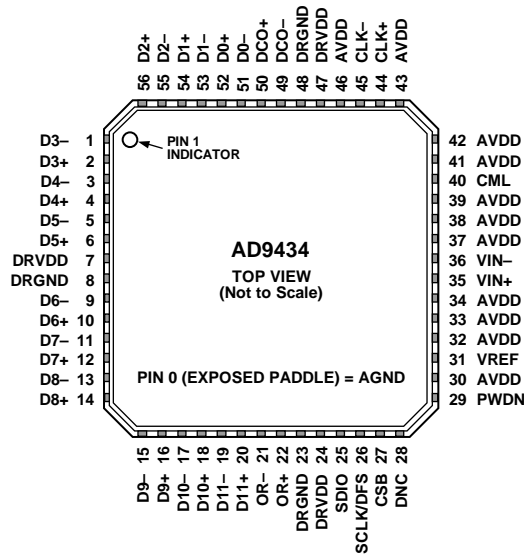 56 D2+
55 D2–
54 D1+
53 D1–
52 D0+
51 D0–
50 DCO+
49 DCO–
48 DRGND
47 DRVDD
46 AVDD
45 CLK–
44 CLK+
43 AVDD
D3– 1
D3+ 2
D4– 3
D4+ 4
D5– 5
D5+ 6
DRVDD 7
DRGND 8
D6– 9
D6+ 10
D7– 11
D7+ 12
D8– 13
D8+ 14
PIN 1
INDICATOR
AD9434
TOP VIEW
(Not to Scale)
PIN 0 (EXPOSED PADDLE) = AGND
42 AVDD
41 AVDD
40 CML
39 AVDD
38 AVDD
37 AVDD
36 VIN–
35 VIN+
34 AVDD
33 AVDD
32 AVDD
31 VREF
30 AVDD
29 PWDN
D9– 15
D9+ 16
D10– 17
D10+ 18
D11– 19
D11+ 20
OR– 21
OR+ 22
DRGND 23
DRVDD 24
SDIO 25
SCLK/DFS 26
CSB 27
DNC 28